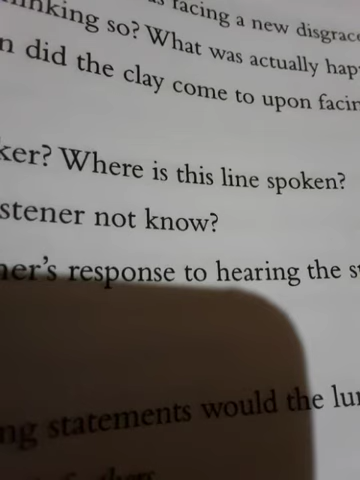 facing a new disgrace
thinking so? What was actually hap
n did the clay come to upon facin
ker? Where is this line spoken?
stener not know?
ner's response to hearing the s
ng statements would the lu